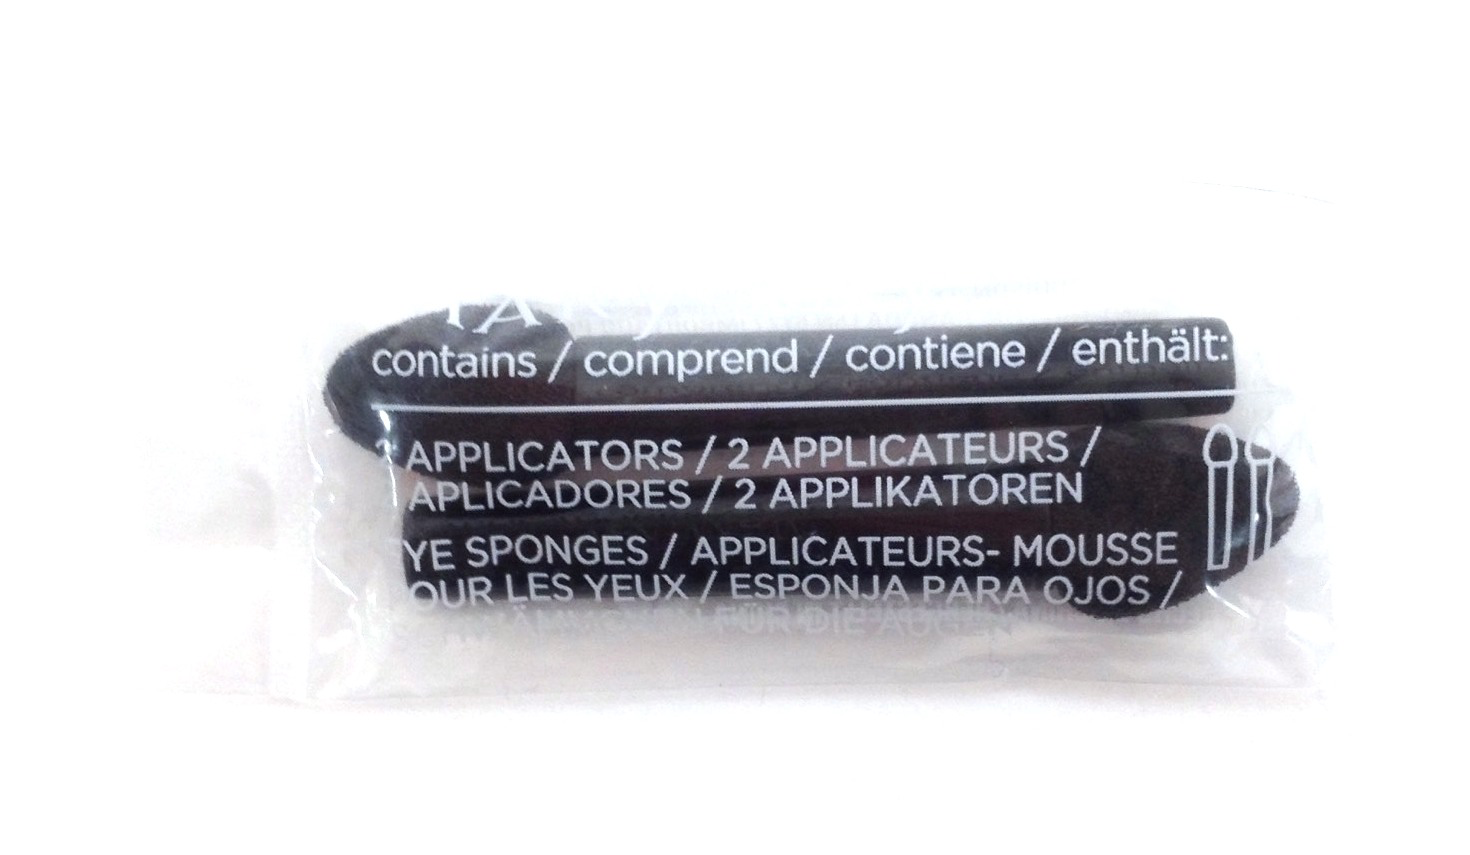 contains / comprend / contiene / enthält:
2 APPLICATORS / 2 APPLICATEURS /
APLICADORES / 2 APPLIKATOREN
YE SPONGES / APPLICATEURS- MOUSSE
OUR LES YEUX / ESPONJA PARA OJOS /
FÜR DIE AUGEN